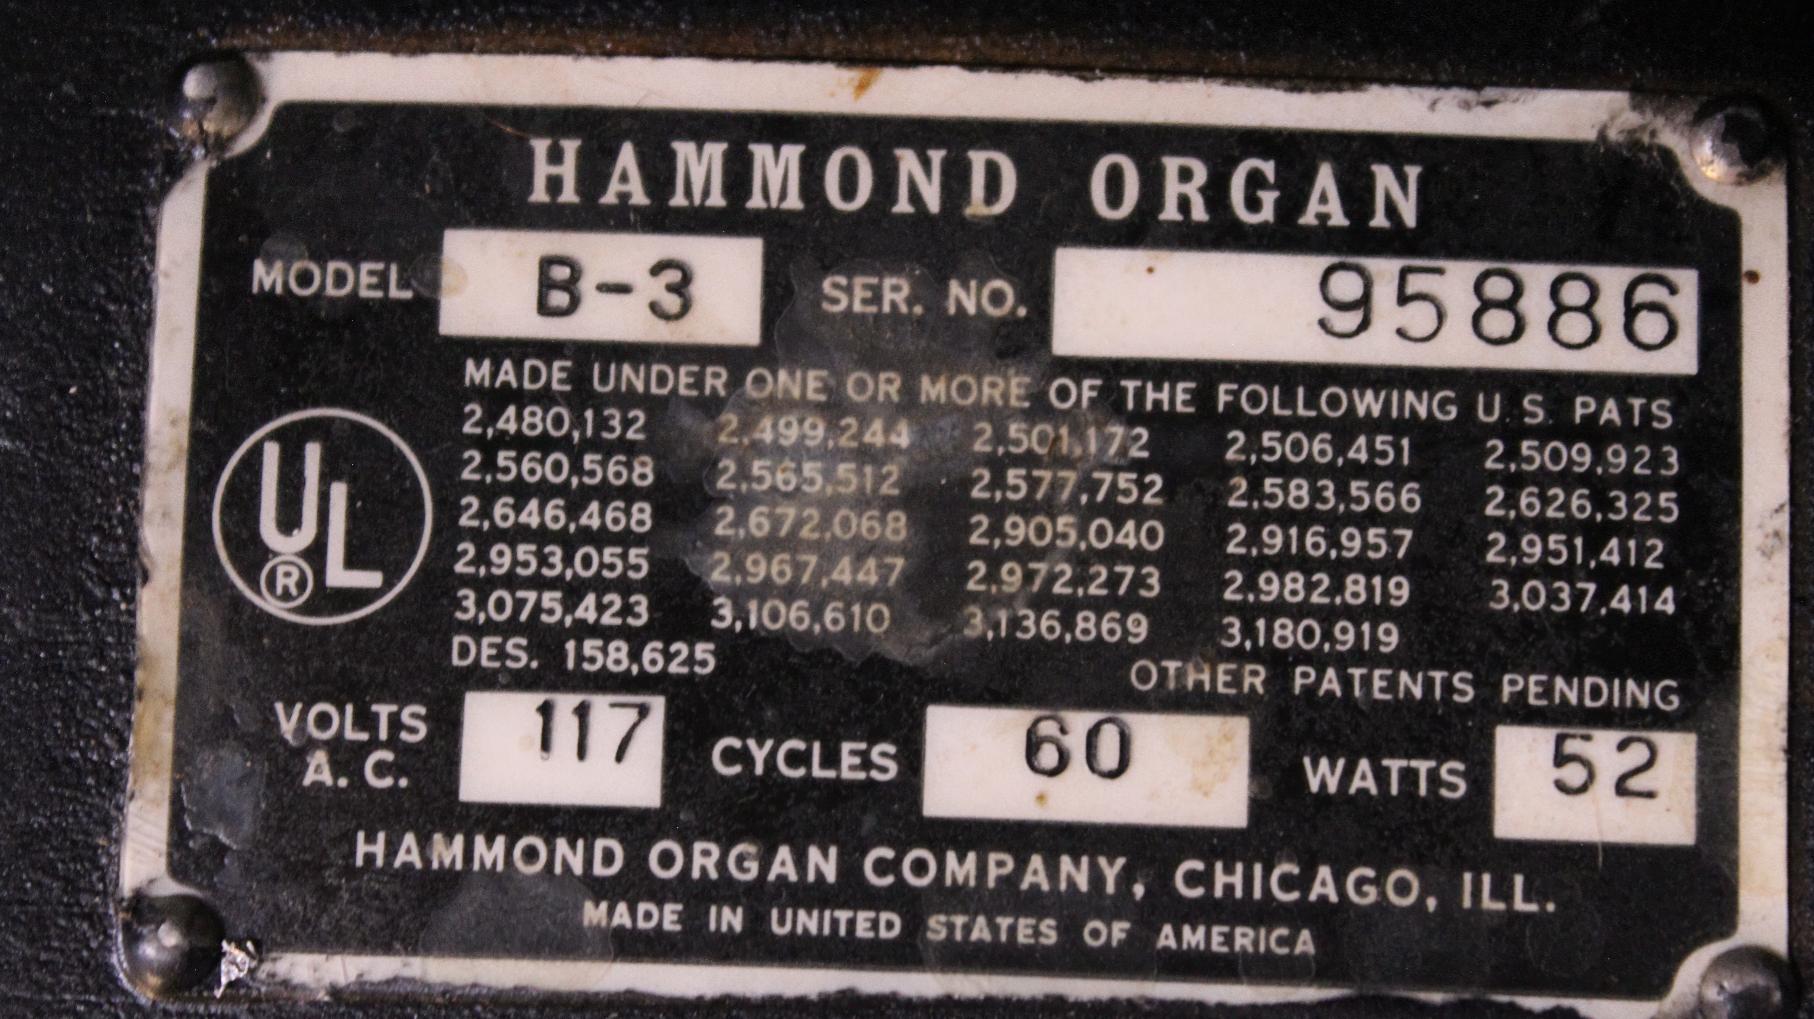 HAMMOND ORGAN
MODEL B-3 SER. NO. 95886
MADE UNDER ONE OR MORE OF THE FOLLOWING U.S. PATS.
2,480,132 2,499,244 2,501,172 2,506,451 2,509,923
2,560,568 2,565,512 2,577,752 2,583,566 2,626,325
2,646,468 2,672,068 2,905,040 2,916,957 2,951,412
2,953,055 2,967,447 2,972,273 2,982,819 3,037,414
3,075,423 3,106,610 3,136,869 3,180,919
DES. 158,625 OTHER PATENTS PENDING
UL ®
VOLTS A. C. 117 CYCLES 60 WATTS 52
HAMMOND ORGAN COMPANY, CHICAGO, ILL.
MADE IN UNITED STATES OF AMERICA